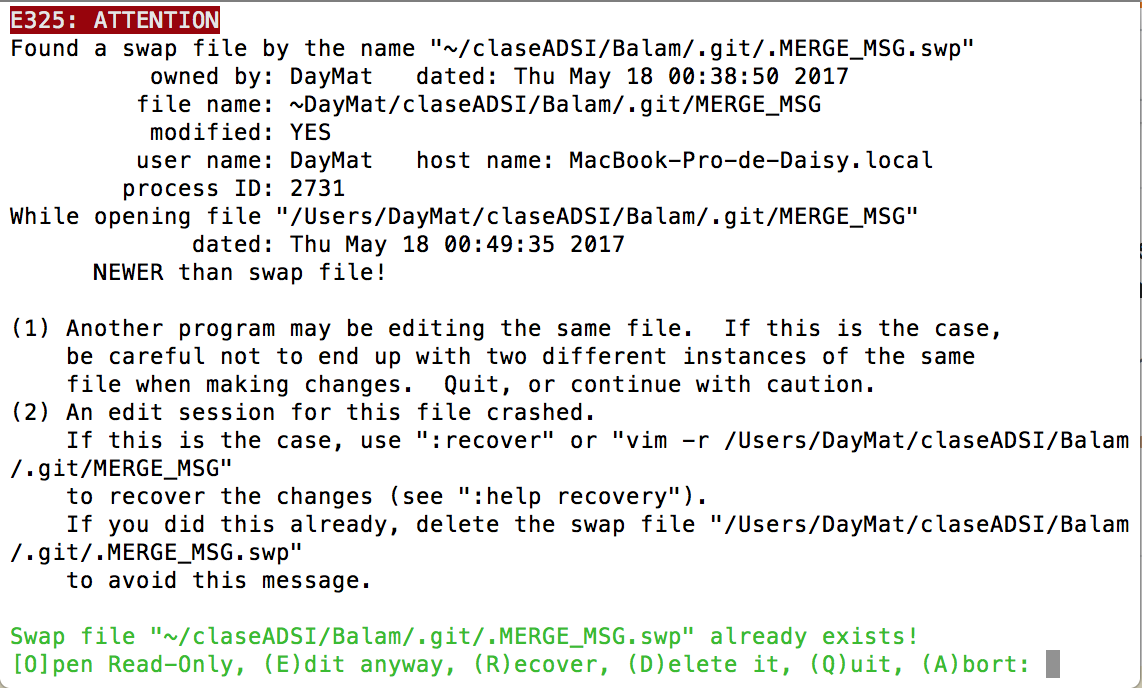 E325: ATTENTION
Found a swap file by the name "~/claseADSI/Balam/.git/.MERGE_MSG.swp"
          owned by: DayMat   dated: Thu May 18 00:38:50 2017
         file name: ~DayMat/claseADSI/Balam/.git/MERGE_MSG
          modified: YES
         user name: DayMat   host name: MacBook-Pro-de-Daisy.local
        process ID: 2731
While opening file "/Users/DayMat/claseADSI/Balam/.git/MERGE_MSG"
             dated: Thu May 18 00:49:35 2017
      NEWER than swap file!

(1) Another program may be editing the same file.  If this is the case,
    be careful not to end up with two different instances of the same
    file when making changes.  Quit, or continue with caution.
(2) An edit session for this file crashed.
    If this is the case, use ":recover" or "vim -r /Users/DayMat/claseADSI/Balam
/.git/MERGE_MSG"
    to recover the changes (see ":help recovery").
    If you did this already, delete the swap file "/Users/DayMat/claseADSI/Balam
/.git/.MERGE_MSG.swp"
    to avoid this message.

Swap file "~/claseADSI/Balam/.git/.MERGE_MSG.swp" already exists!
[O]pen Read-Only, (E)dit anyway, (R)ecover, (D)elete it, (Q)uit, (A)bort: